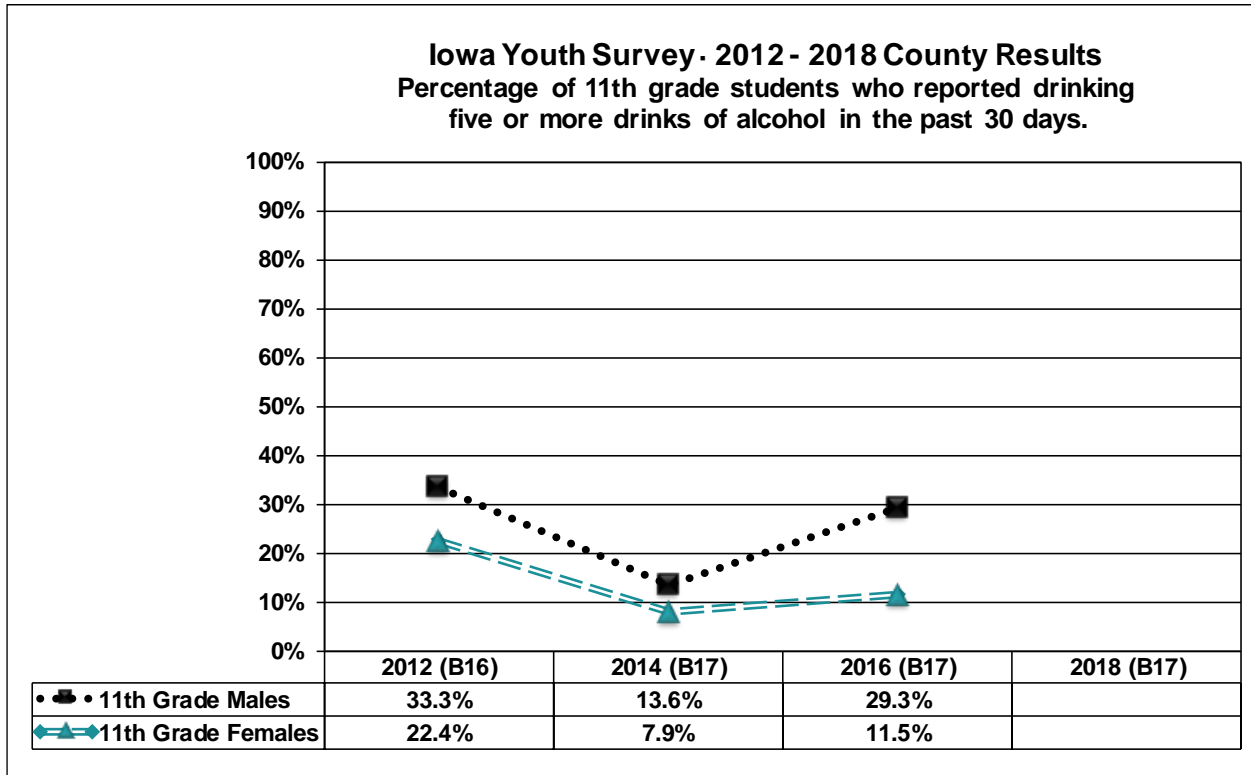 Iowa Youth Survey · 2012 - 2018 County Results
Percentage of 11th grade students who reported drinking
five or more drinks of alcohol in the past 30 days.
100%
90%
80%
70%
60%
50%
40%
30%
20%
10%
0%
2012 (B16) 2014 (B17) 2016 (B17) 2018 (B17)
11th Grade Males 33.3% 13.6% 29.3%
11th Grade Females 22.4% 7.9% 11.5%